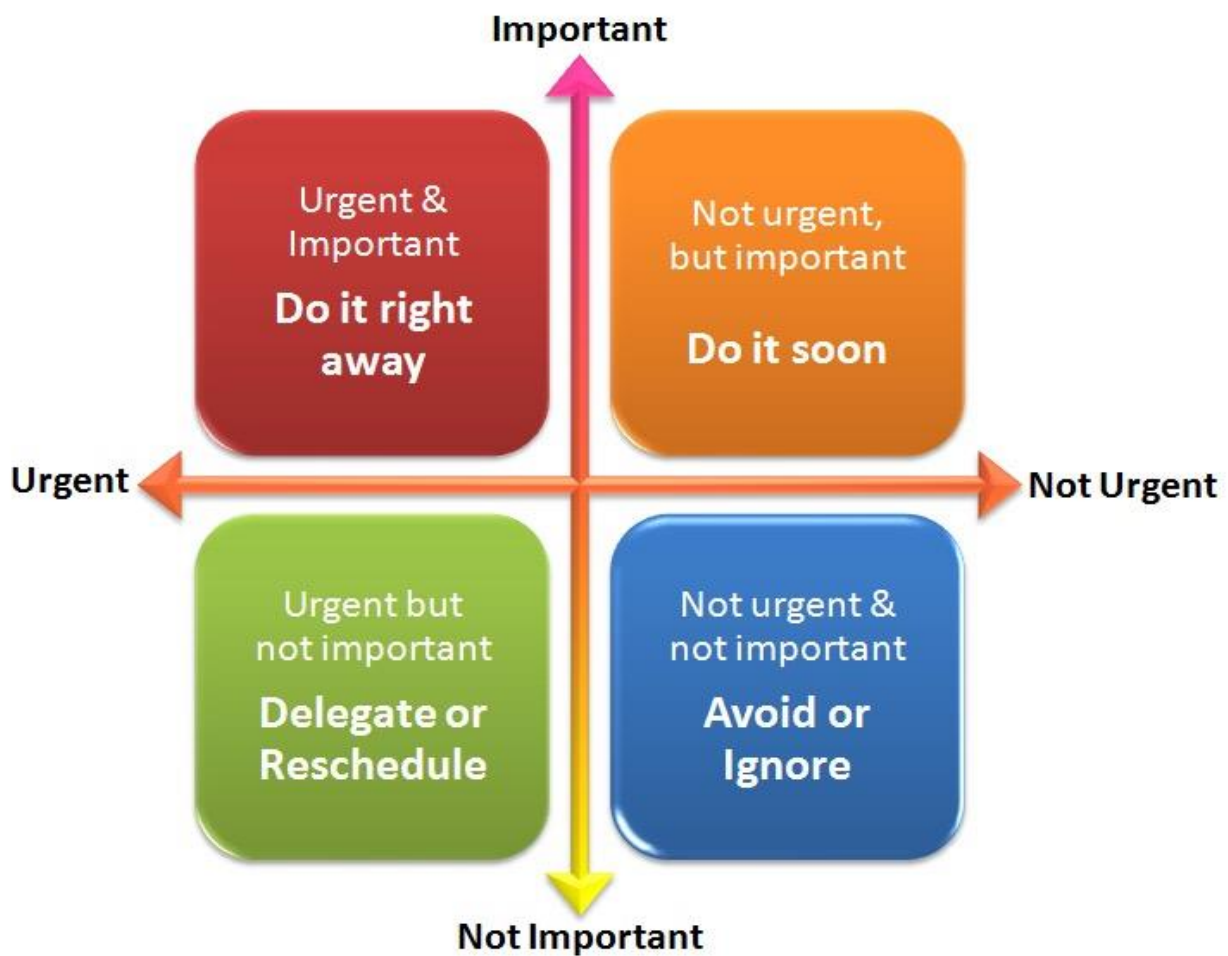 Important
Urgent &
Important
Do it right
away
Not urgent,
but important
Do it soon
Urgent
Not Urgent
Urgent but
not important
Delegate or
Reschedule
Not urgent &
not important
Avoid or
Ignore
Not Important